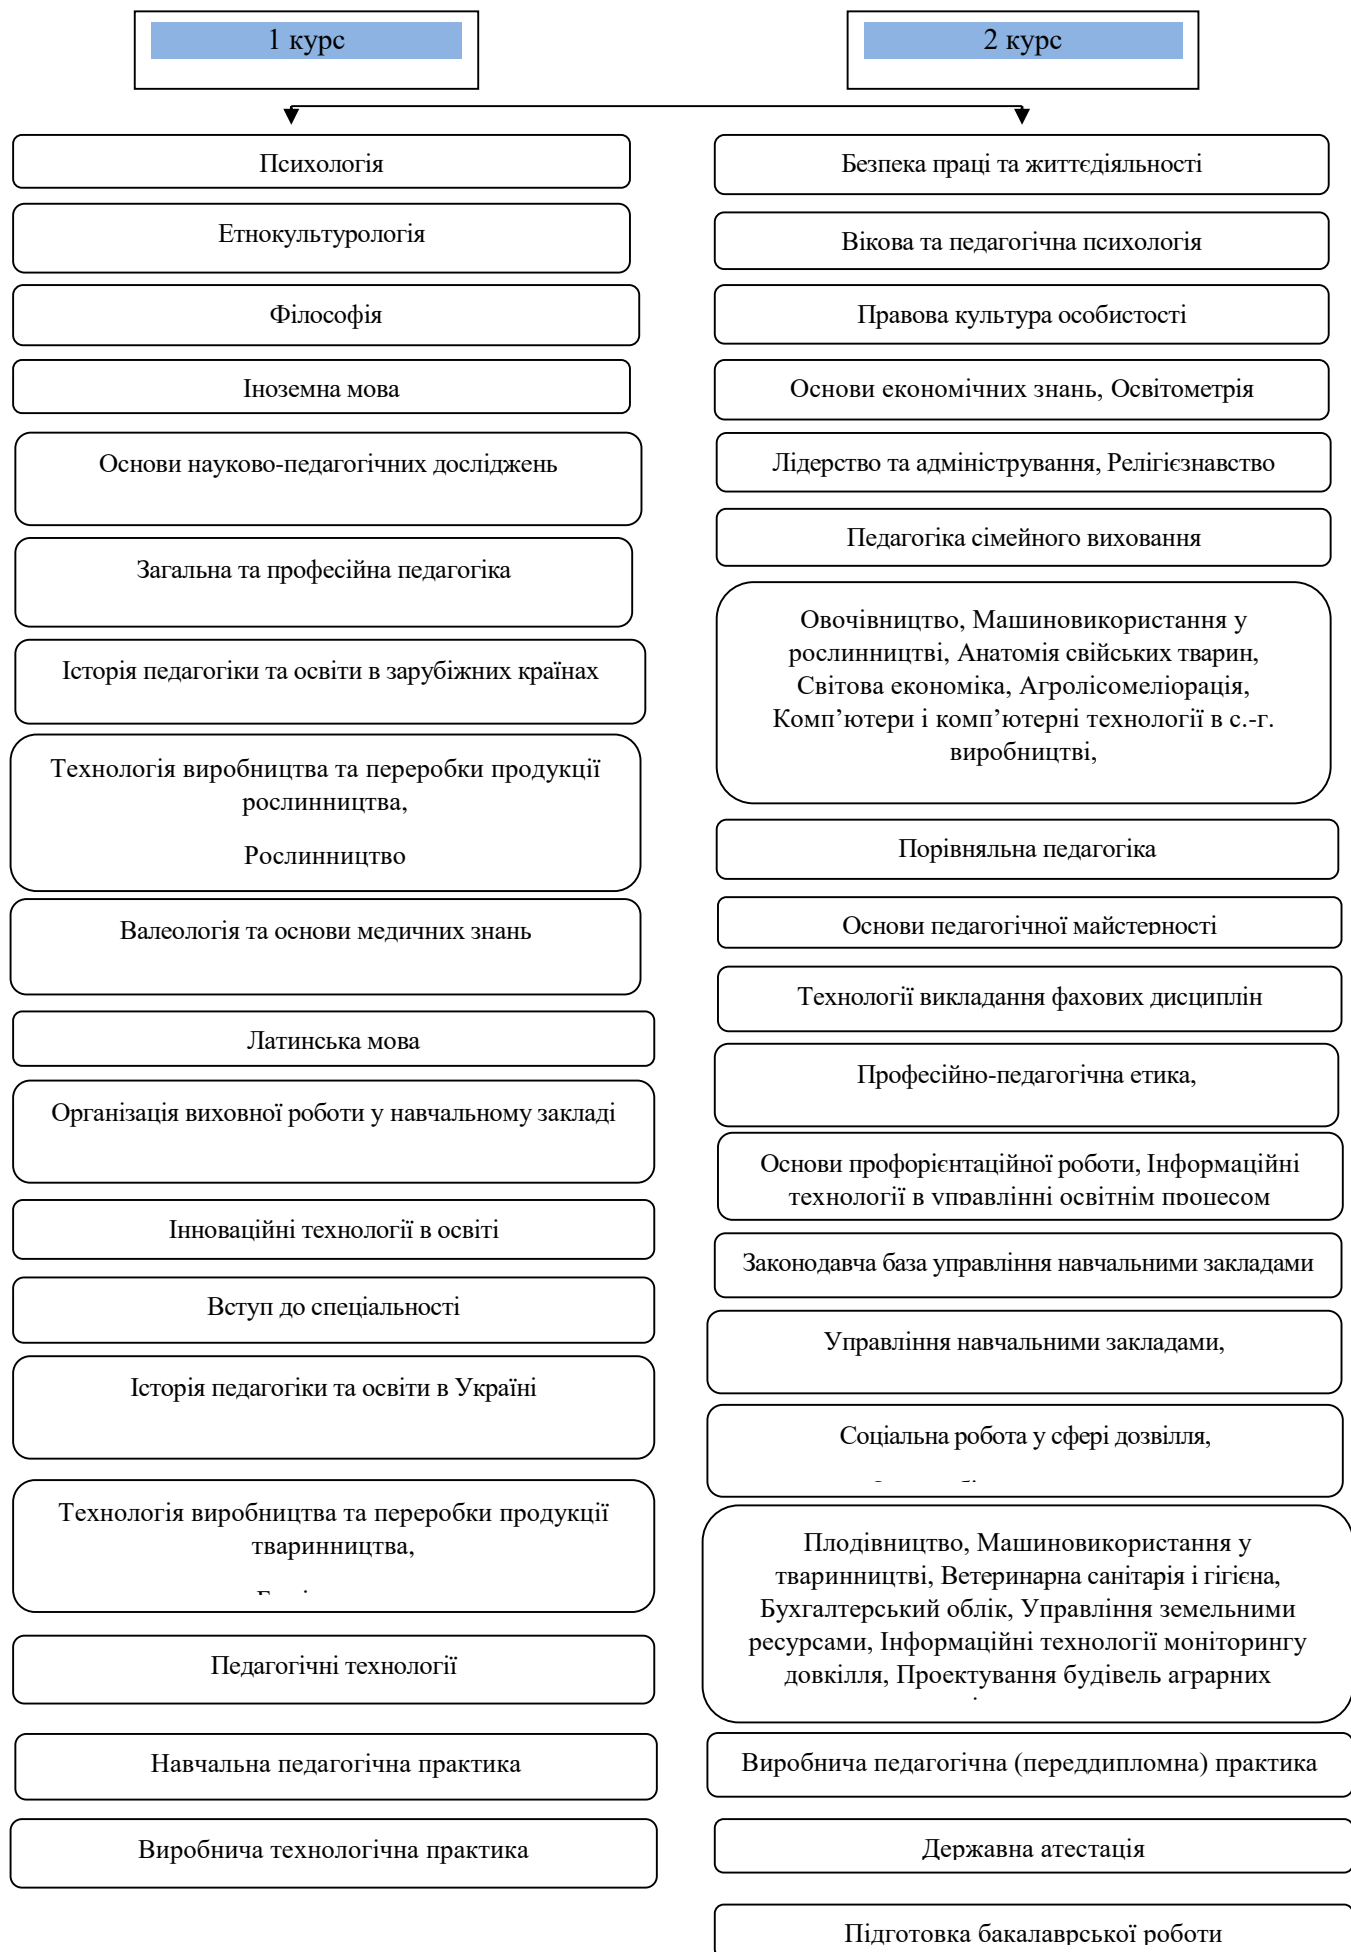 1 курс
2 курс
Психологія
Етнокультурологія
Філософія
Іноземна мова
Основи науково-педагогічних досліджень
Загальна та професійна педагогіка
Історія педагогіки та освіти в зарубіжних країнах
Технологія виробництва та переробки продукції
рослинництва,
Рослинництво
Валеологія та основи медичних знань
Латинська мова
Організація виховної роботи у навчальному закладі
Інноваційні технології в освіті
Вступ до спеціальності
Історія педагогіки та освіти в Україні
Технологія виробництва та переробки продукції
тваринництва,
Педагогічні технології
Навчальна педагогічна практика
Виробнича технологічна практика
Безпека праці та життєдіяльності
Вікова та педагогічна психологія
Правова культура особистості
Основи економічних знань, Освітометрія
Лідерство та адміністрування, Релігієзнавство
Педагогіка сімейного виховання
Овочівництво, Машиновикористання у
рослинництві, Анатомія свійських тварин,
Світова економіка, Агролісомеліорація,
Комп’ютери і комп’ютерні технології в с.-г.
виробництві,
Порівняльна педагогіка
Основи педагогічної майстерності
Технології викладання фахових дисциплін
Професійно-педагогічна етика,
Основи профорієнтаційної роботи, Інформаційні
технології в управлінні освітнім процесом
Законодавча база управління навчальними закладами
Управління навчальними закладами,
Соціальна робота у сфері дозвілля,
Плодівництво, Машиновикористання у
тваринництві, Ветеринарна санітарія і гігієна,
Бухгалтерський облік, Управління земельними
ресурсами, Інформаційні технології моніторингу
довкілля, Проектування будівель аграрних
Виробнича педагогічна (переддипломна) практика
Державна атестація
Підготовка бакалаврської роботи